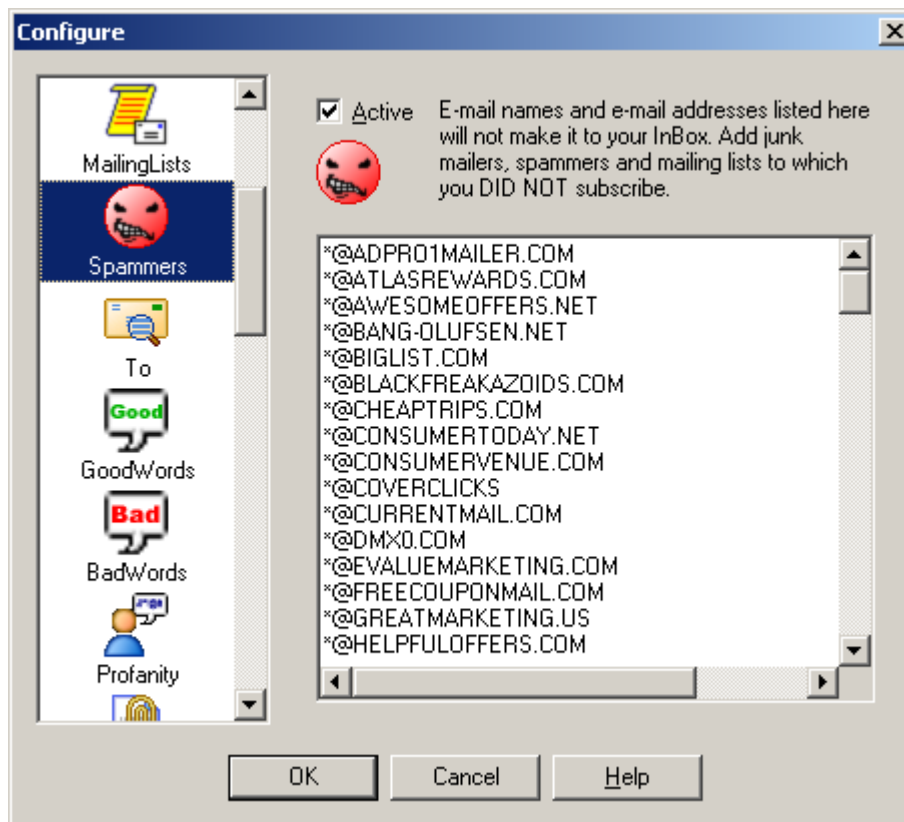 Configure
MailingLists
Spammers
To
Good
GoodWords
Bad
BadWords
Profanity
Active
E-mail names and e-mail addresses listed here
will not make it to your InBox. Add junk
mailers, spammers and mailing lists to which
you DID NOT subscribe.
*@ADPRO1MAILER.COM
*@ATLASREWARDS.COM
*@AWESOMEOFFERS.NET
*@BANG-OLUFSEN.NET
*@BIGLIST.COM
*@BLACKFREAKAZOIDS.COM
*@CHEAPTRIPS.COM
*@CONSUMERTODAY.NET
*@CONSUMERVENUE.COM
*@COVERCLICKS
*@CURRENTMAIL.COM
*@DMX0.COM
*@EVALUEMARKETING.COM
*@FREECOUPONMAIL.COM
*@GREATMARKETING.US
*@HELPFULOFFERS.COM
OK
Cancel
Help